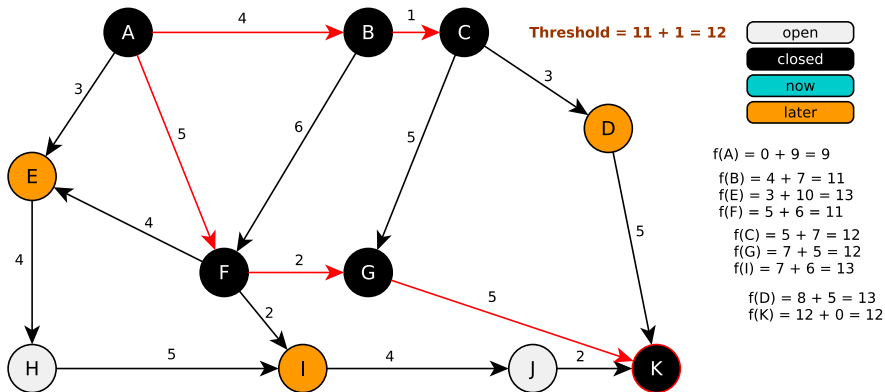 4
1
A
B
C
Threshold = 11 + 1 = 12
open
closed
now
later
3
3
5
6
5
D
f(A) = 0 + 9 = 9
f(B) = 4 + 7 = 11
f(E) = 3 + 10 = 13
f(F) = 5 + 6 = 11
E
4
5
f(C) = 5 + 7 = 12
f(G) = 7 + 5 = 12
f(I) = 7 + 6 = 13
4
2
F
G
5
f(D) = 8 + 5 = 13
f(K) = 12 + 0 = 12
2
5
4
2
H
I
J
K